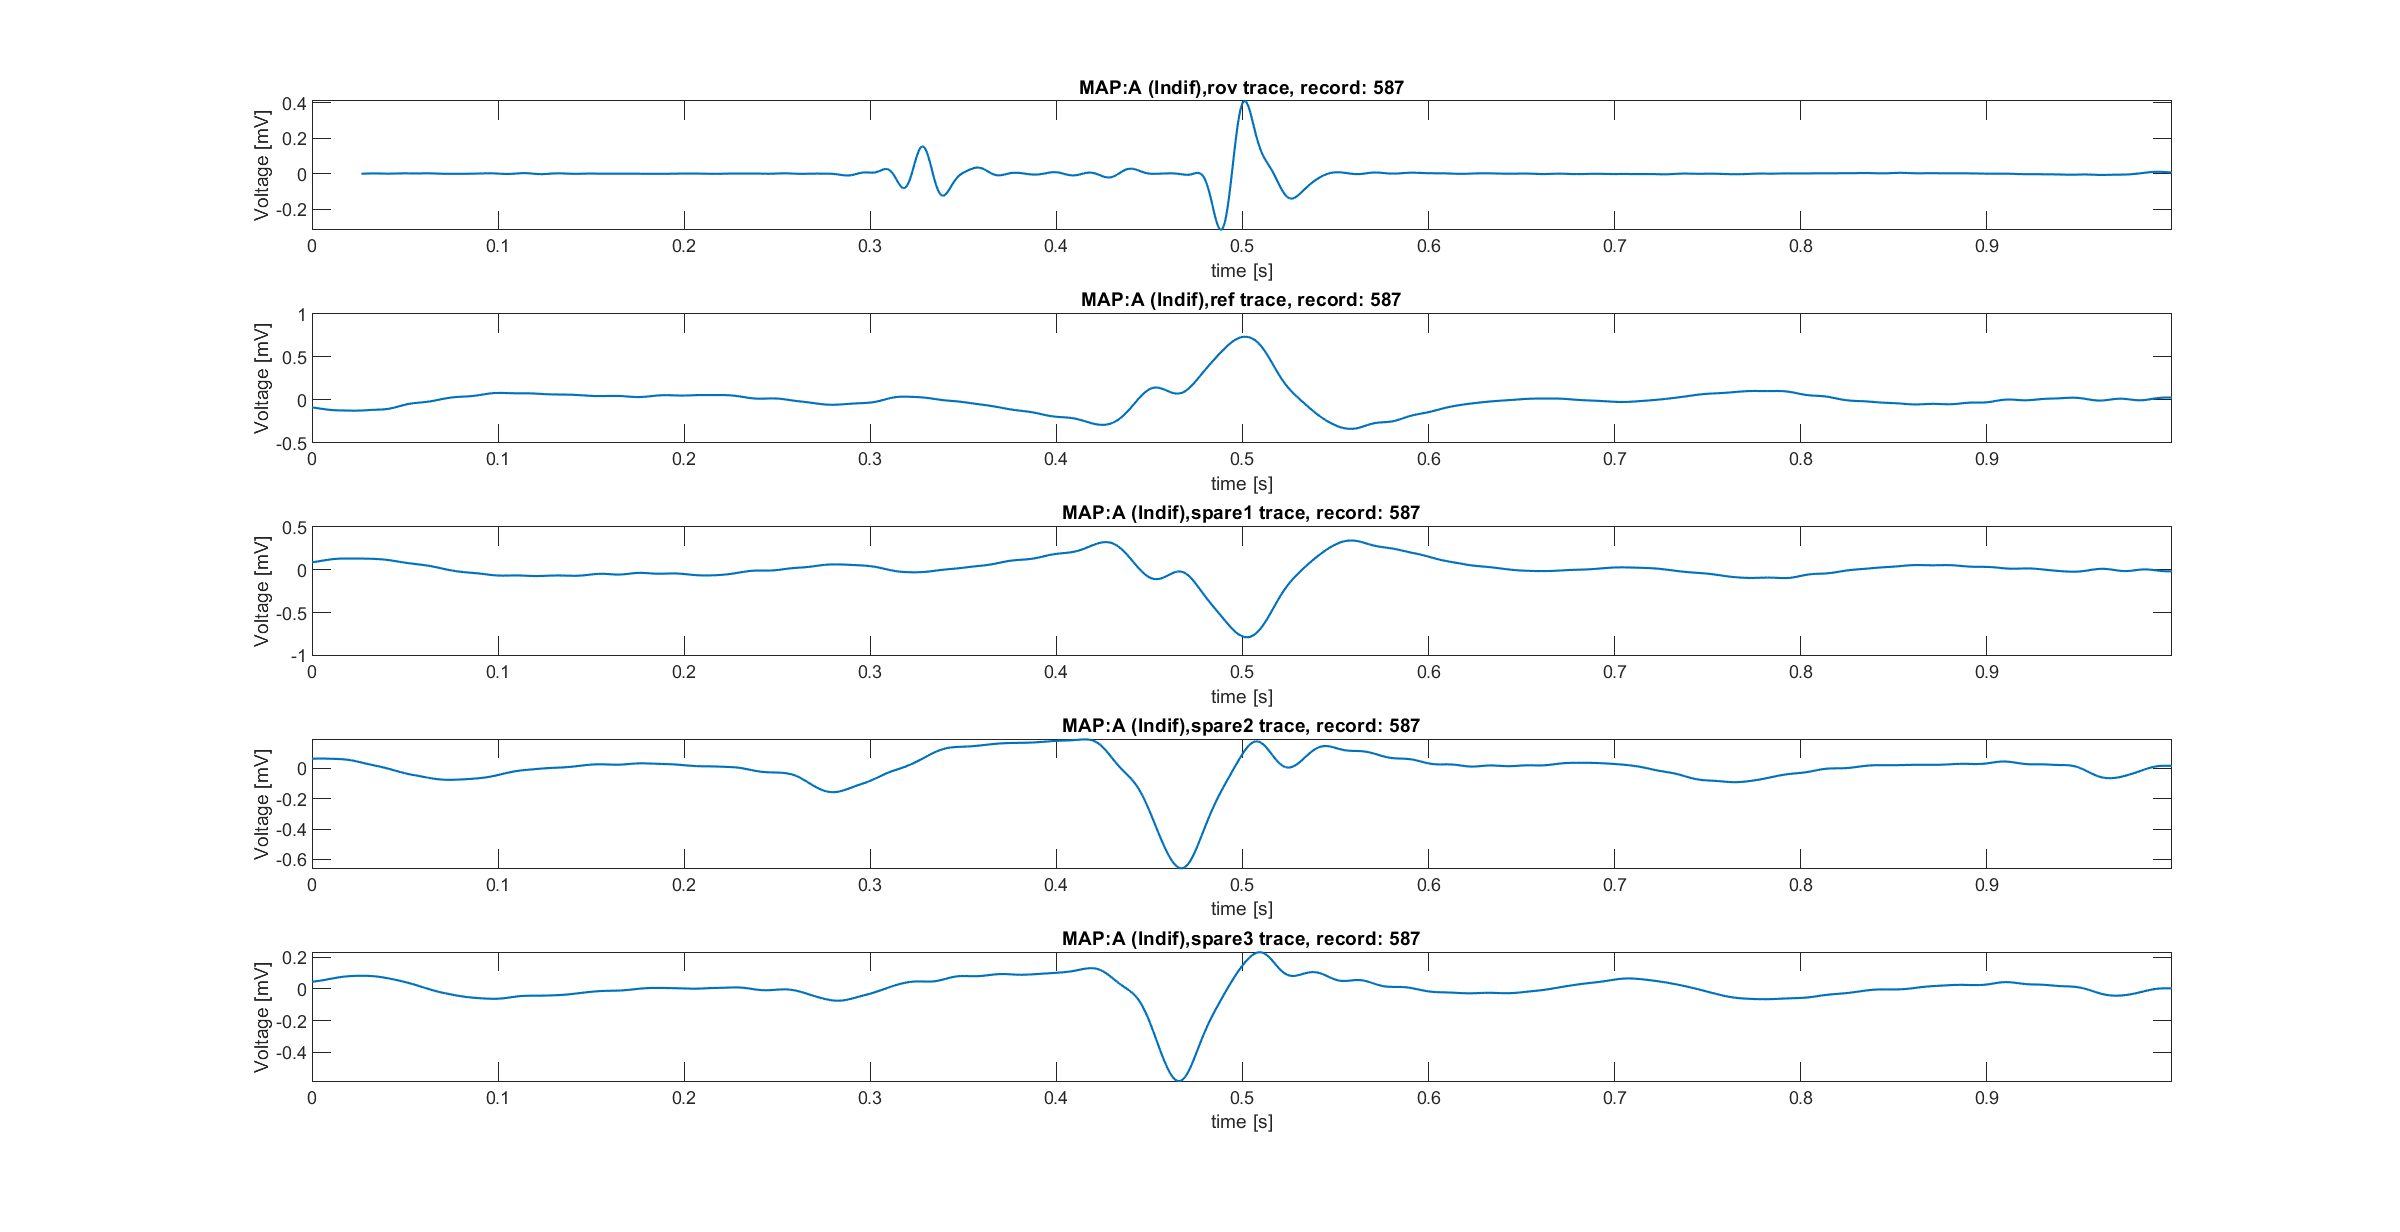 MAP:A (Indif),rov trace, record: 587
Voltage [mV]
0.4
0.2
0
-0.2
0 0.1 0.2 0.3 0.4 0.5 0.6 0.7 0.8 0.9
time [s]
MAP:A (Indif),ref trace, record: 587
Voltage [mV]
1
0.5
0
-0.5
0 0.1 0.2 0.3 0.4 0.5 0.6 0.7 0.8 0.9
time [s]
MAP:A (Indif),spare1 trace, record: 587
Voltage [mV]
0.5
0
-0.5
-1
0 0.1 0.2 0.3 0.4 0.5 0.6 0.7 0.8 0.9
time [s]
MAP:A (Indif),spare2 trace, record: 587
Voltage [mV]
0
-0.2
-0.4
-0.6
0 0.1 0.2 0.3 0.4 0.5 0.6 0.7 0.8 0.9
time [s]
MAP:A (Indif),spare3 trace, record: 587
Voltage [mV]
0.2
0
-0.2
-0.4
0 0.1 0.2 0.3 0.4 0.5 0.6 0.7 0.8 0.9
time [s]